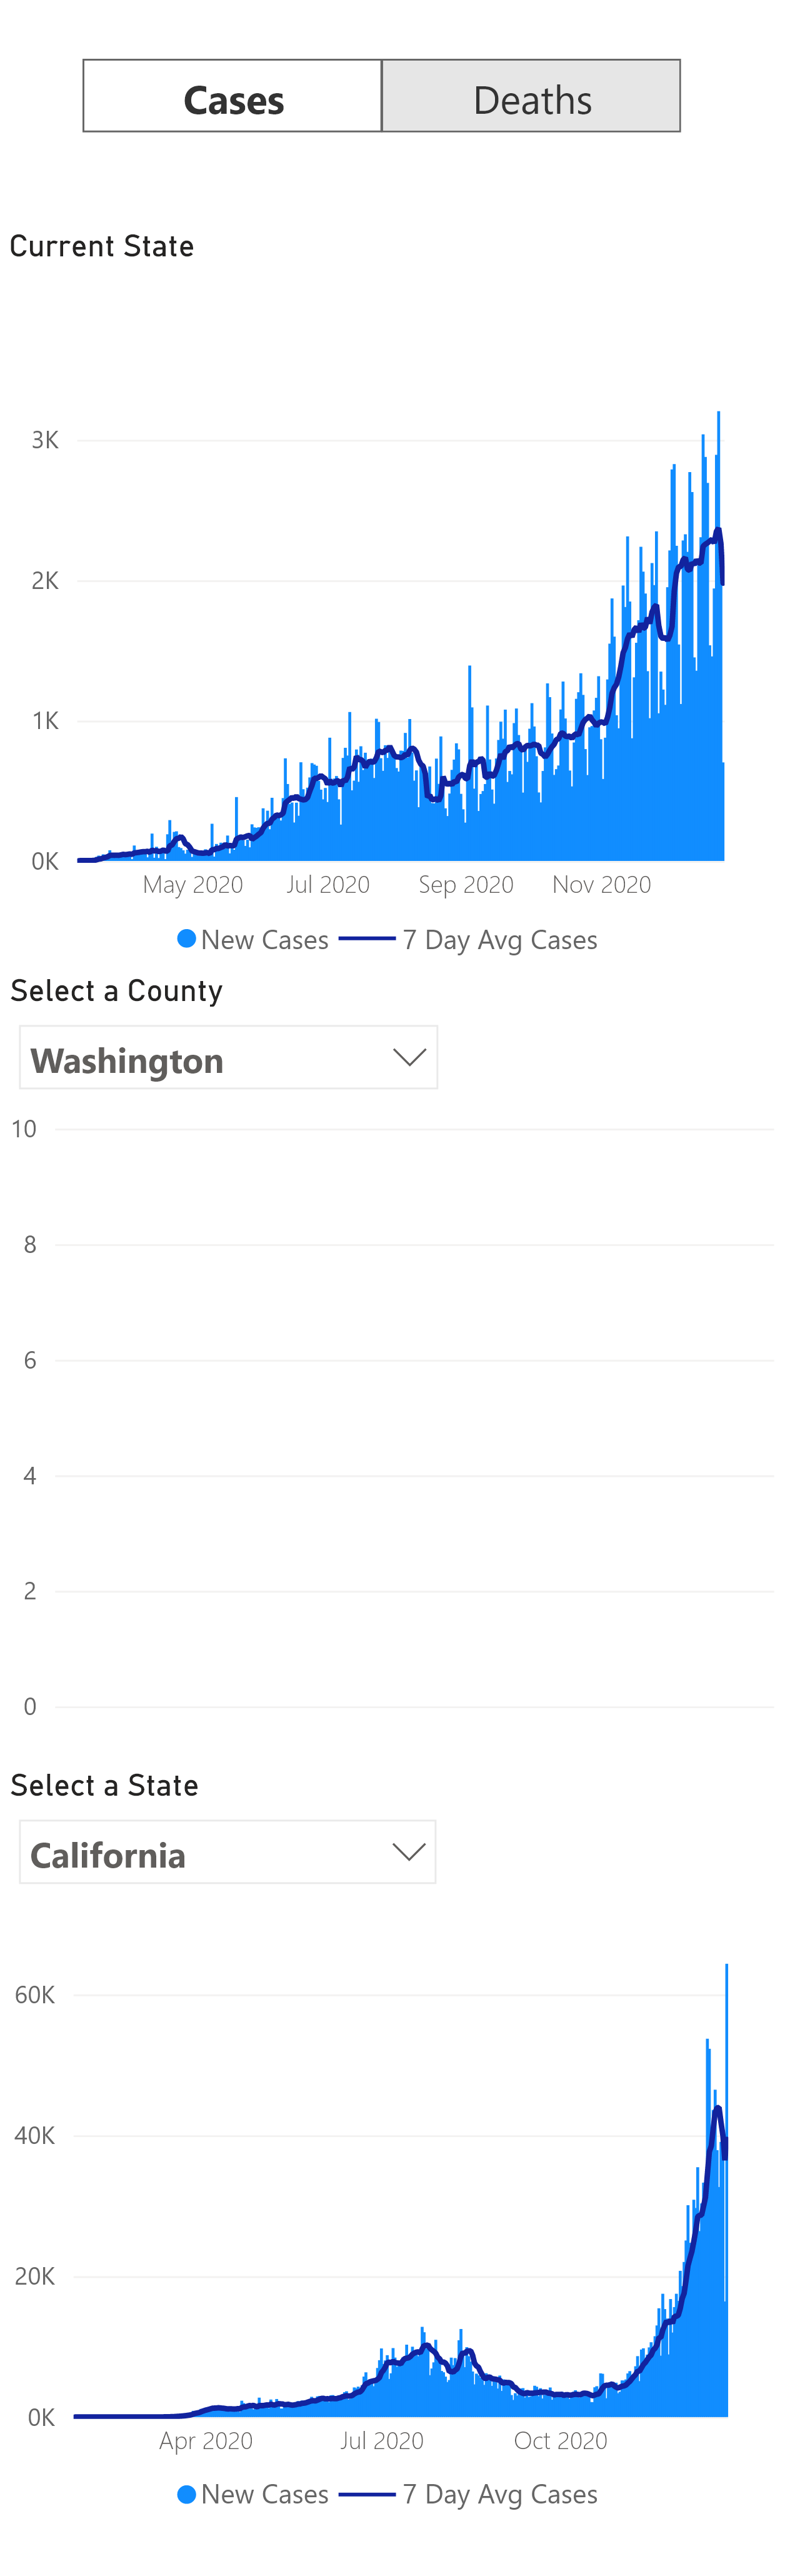 Cases Deaths
Current State
3K
2K
1K
0K
May 2020 Jul 2020 Sep 2020 Nov 2020
New Cases 7 Day Avg Cases
Select a County
Washington
10
8
6
4
2
0
Select a State
California
60K
40K
20K
0K
Apr 2020 Jul 2020 Oct 2020
New Cases 7 Day Avg Cases